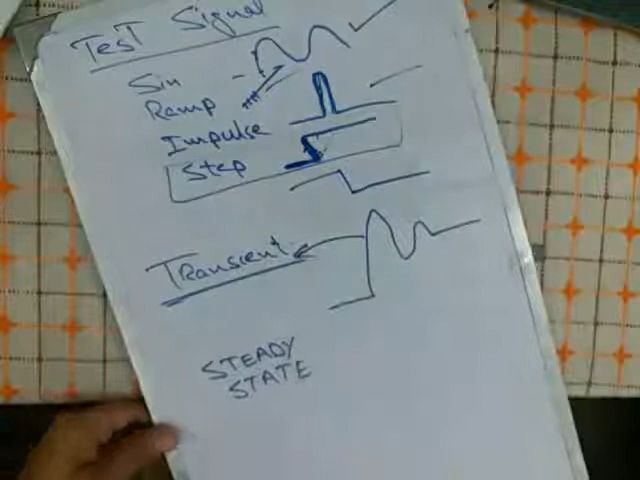 TEST Signal
Sin
Ramp
Impulse
Step
Transient
STEADY
STATE